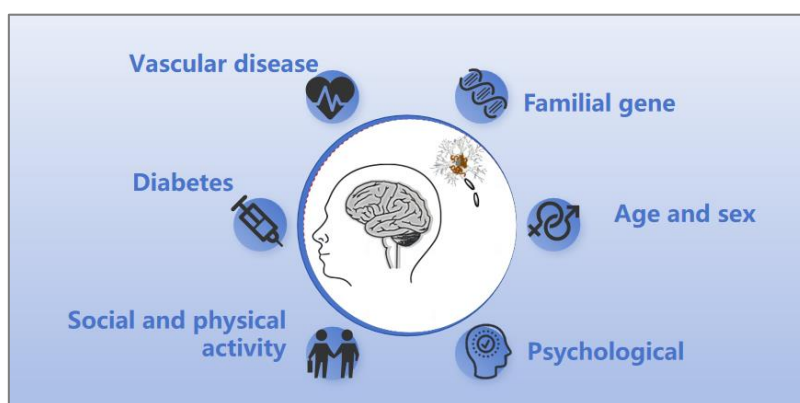 Vascular disease
Familial gene
Diabetes
Age and sex
Social and physical
activity
Psychological